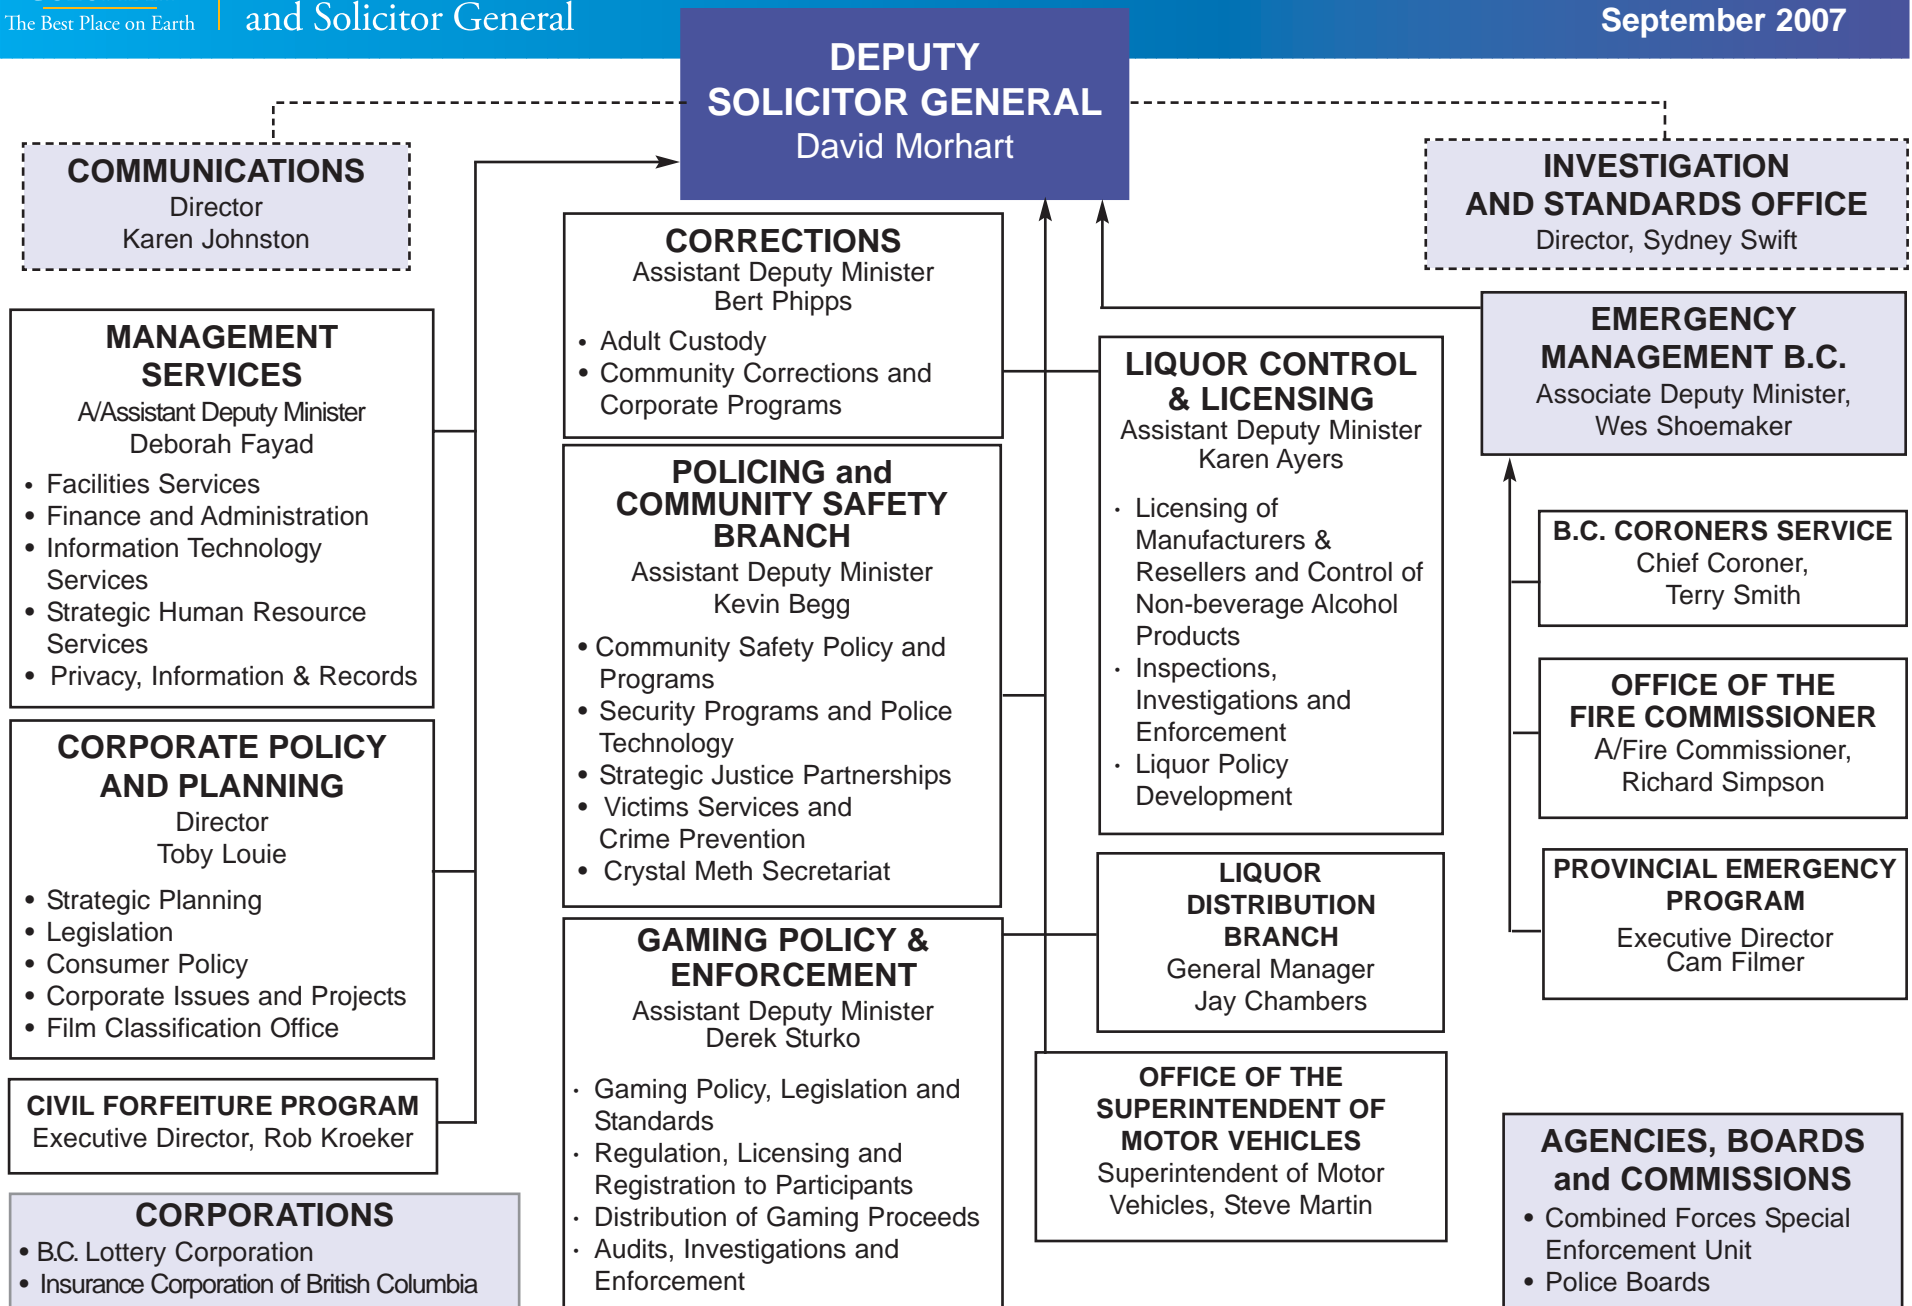 The Best Place on Earth
and Solicitor General
September 2007
DEPUTY
SOLICITOR GENERAL
David Morhart
COMMUNICATIONS
Director
Karen Johnston
INVESTIGATION
AND STANDARDS OFFICE
Director, Sydney Swift
MANAGEMENT
SERVICES
A/Assistant Deputy Minister
Deborah Fayad
• Facilities Services
• Finance and Administration
• Information Technology
Services
• Strategic Human Resource
Services
• Privacy, Information & Records
CORPORATE POLICY
AND PLANNING
Director
Toby Louie
• Strategic Planning
• Legislation
• Consumer Policy
• Corporate Issues and Projects
• Film Classification Office
CIVIL FORFEITURE PROGRAM
Executive Director, Rob Kroeker
CORPORATIONS
• B.C. Lottery Corporation
• Insurance Corporation of British Columbia
CORRECTIONS
Assistant Deputy Minister
Bert Phipps
• Adult Custody
• Community Corrections and
Corporate Programs
POLICING and
COMMUNITY SAFETY
BRANCH
Assistant Deputy Minister
Kevin Begg
• Community Safety Policy and
Programs
• Security Programs and Police
Technology
• Strategic Justice Partnerships
• Victims Services and
Crime Prevention
• Crystal Meth Secretariat
GAMING POLICY &
ENFORCEMENT
Assistant Deputy Minister
Derek Sturko
· Gaming Policy, Legislation and
Standards
· Regulation, Licensing and
Registration to Participants
· Distribution of Gaming Proceeds
· Audits, Investigations and
Enforcement
LIQUOR CONTROL
& LICENSING
Assistant Deputy Minister
Karen Ayers
· Licensing of
Manufacturers &
Resellers and Control of
Non-beverage Alcohol
Products
· Inspections,
Investigations and
Enforcement
· Liquor Policy
Development
LIQUOR
DISTRIBUTION
BRANCH
General Manager
Jay Chambers
OFFICE OF THE
SUPERINTENDENT OF
MOTOR VEHICLES
Superintendent of Motor
Vehicles, Steve Martin
EMERGENCY
MANAGEMENT B.C.
Associate Deputy Minister,
Wes Shoemaker
B.C. CORONERS SERVICE
Chief Coroner,
Terry Smith
OFFICE OF THE
FIRE COMMISSIONER
A/Fire Commissioner,
Richard Simpson
PROVINCIAL EMERGENCY
PROGRAM
Executive Director
Cam Filmer
AGENCIES, BOARDS
and COMMISSIONS
• Combined Forces Special
Enforcement Unit
• Police Boards